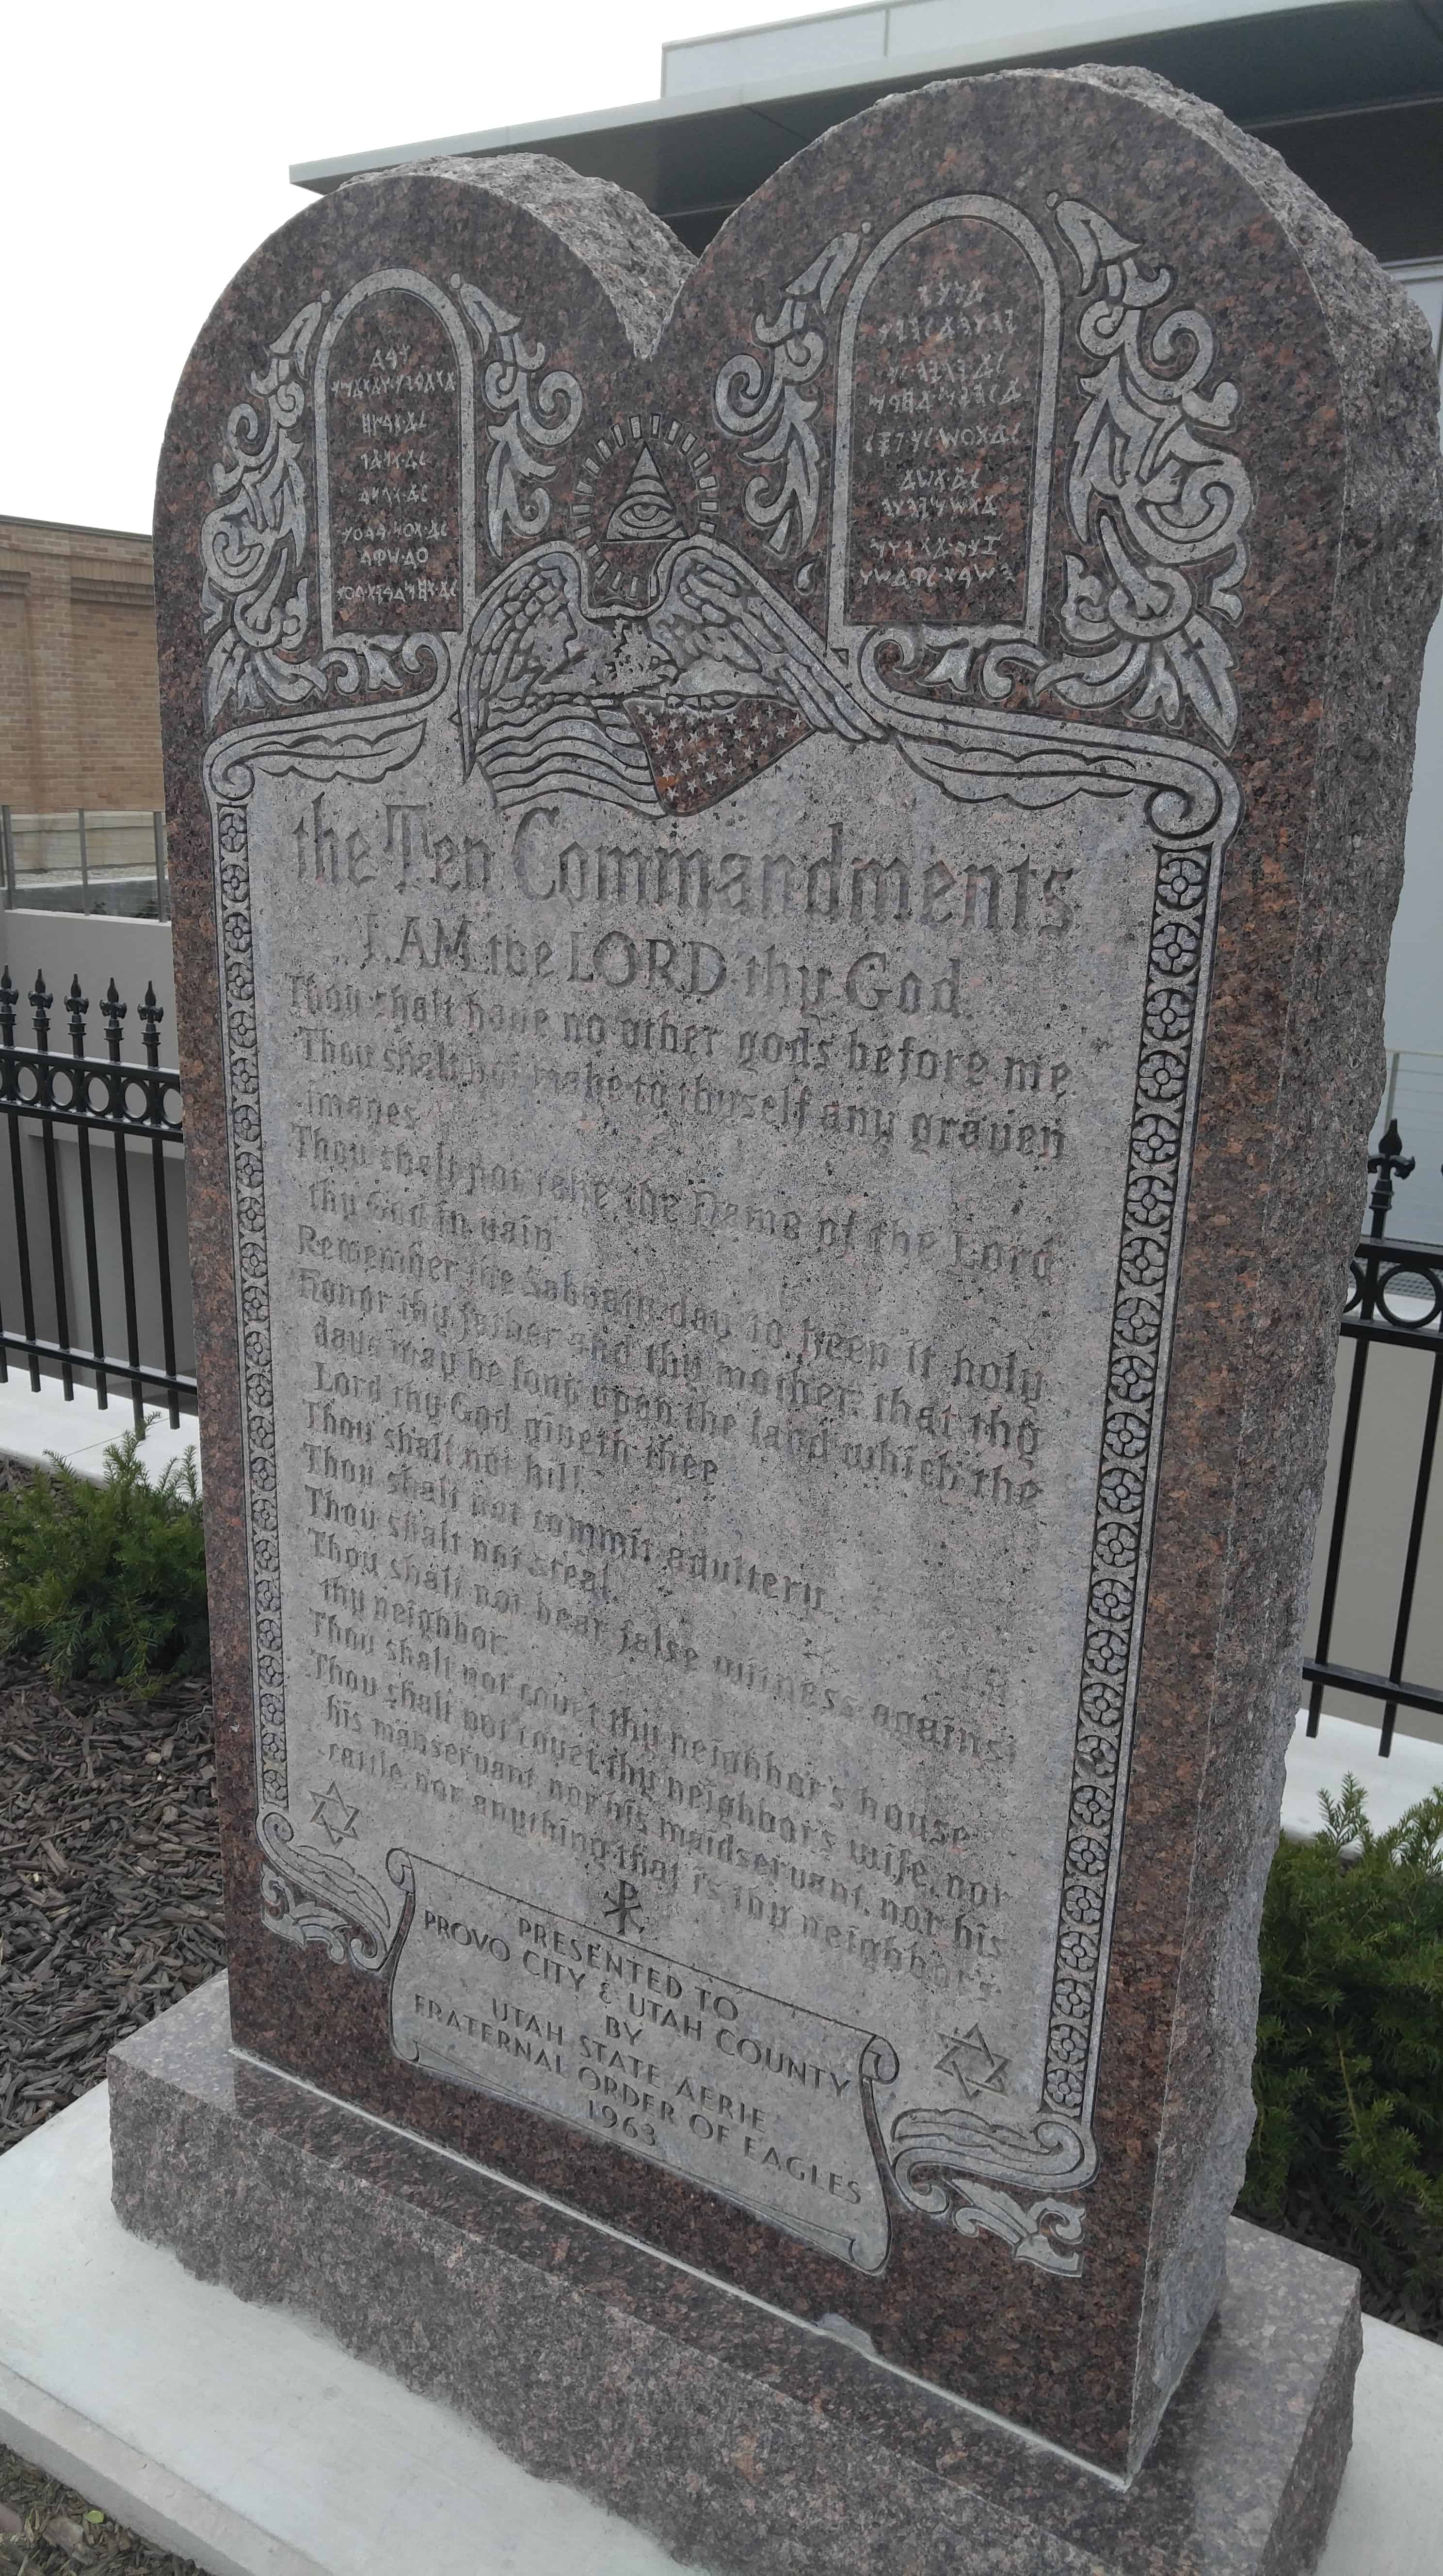 the Ten Commandments
I AM the LORD thy God.
Thou shalt have no other gods before me.
Thou shalt not make to thyself any graven
images.
Thou shalt not take the Name of the Lord
thy God in vain.
Remember the Sabbath day, to keep it holy.
Honor thy father and thy mother, that thy
days may be long upon the land which the
Lord thy God giveth thee.
Thou shalt not kill.
Thou shalt not commit adultery.
Thou shalt not steal.
Thou shalt not bear false witness against
thy neighbor.
Thou shalt not covet thy neighbor's house.
Thou shalt not covet thy neighbor's wife, nor
his manservant, nor his maidservant, nor his
cattle, nor anything that is thy neighbor's.
PRESENTED TO
PROVO CITY & UTAH COUNTY
BY
UTAH STATE AERIE
FRATERNAL ORDER OF EAGLES
1963